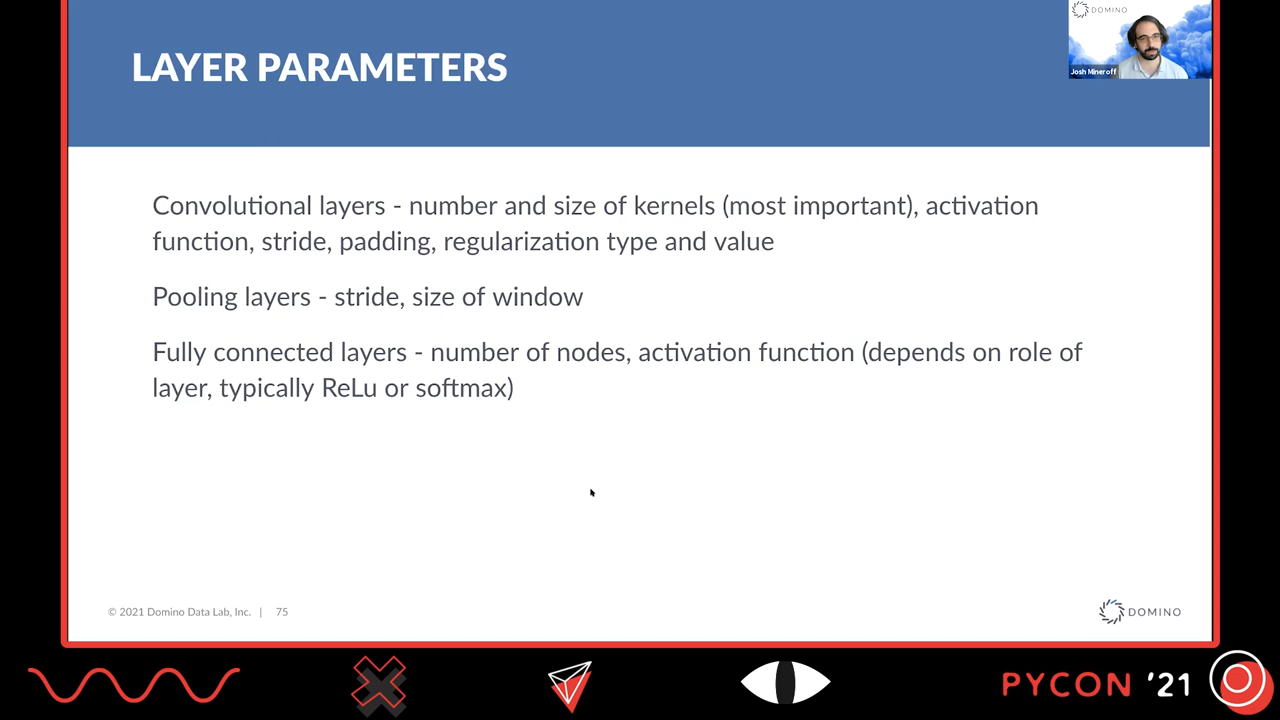 LAYER PARAMETERS
DOMINO
Josh Mineroff
Convolutional layers - number and size of kernels (most important), activation
function, stride, padding, regularization type and value
Pooling layers - stride, size of window
Fully connected layers - number of nodes, activation function (depends on role of
layer, typically ReLu or softmax)
© 2021 Domino Data Lab, Inc. | 75
DOMINO
PYCON '21